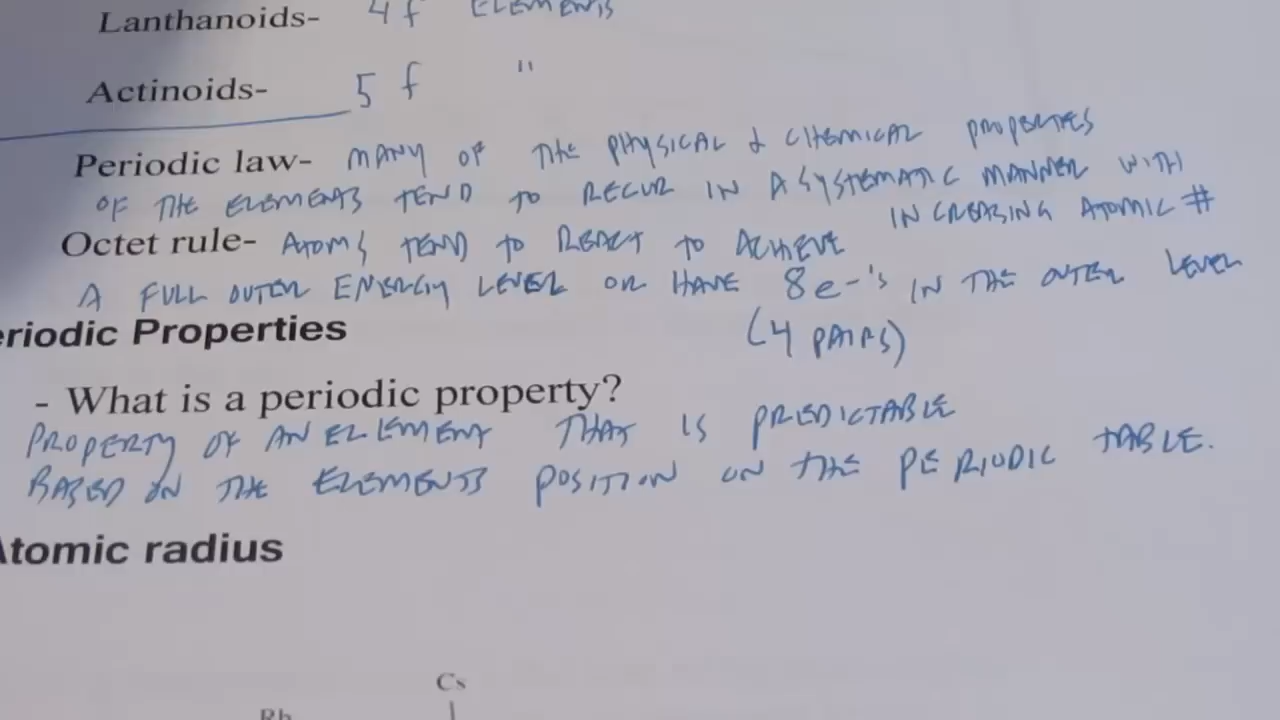 Lanthanoids- 4f ELEMENTS
Actinoids- 5f "
Periodic law- MANY OF THE PHYSICAL & CHEMICAL PROPERTIES
OF THE ELEMENTS TEND TO RECUR IN A SYSTEMATIC MANNER WITH
INCREASING ATOMIC #
Octet rule- ATOMS TEND TO REACT TO ACHIEVE
A FULL OUTER ENERGY LEVEL OR HAVE 8e-'s IN THE OUTER LEVEL
(4 PAIRS)
eriodic Properties
- What is a periodic property?
PROPERTY OF AN ELEMENT THAT IS PREDICTABLE
BASED ON THE ELEMENTS POSITION ON THE PERIODIC TABLE.
Atomic radius
Cs
Rb